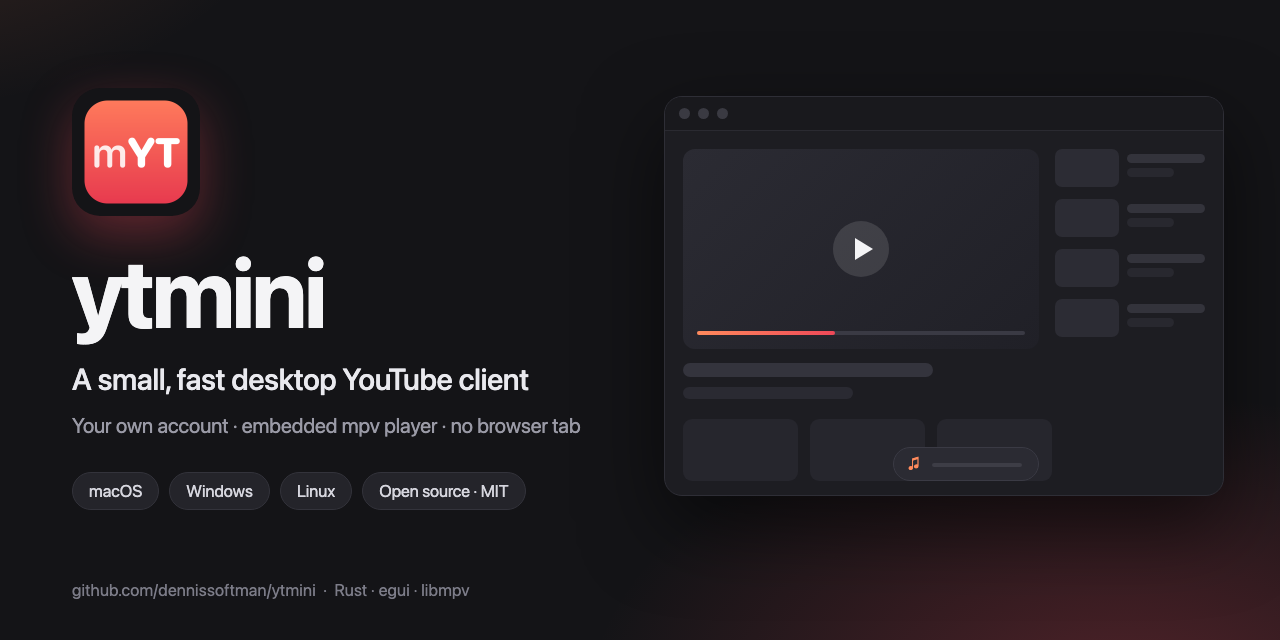 mYT
ytmini
A small, fast desktop YouTube client
Your own account · embedded mpv player · no browser tab
macOS
Windows
Linux
Open source · MIT
github.com/dennissoftman/ytmini · Rust · egui · libmpv